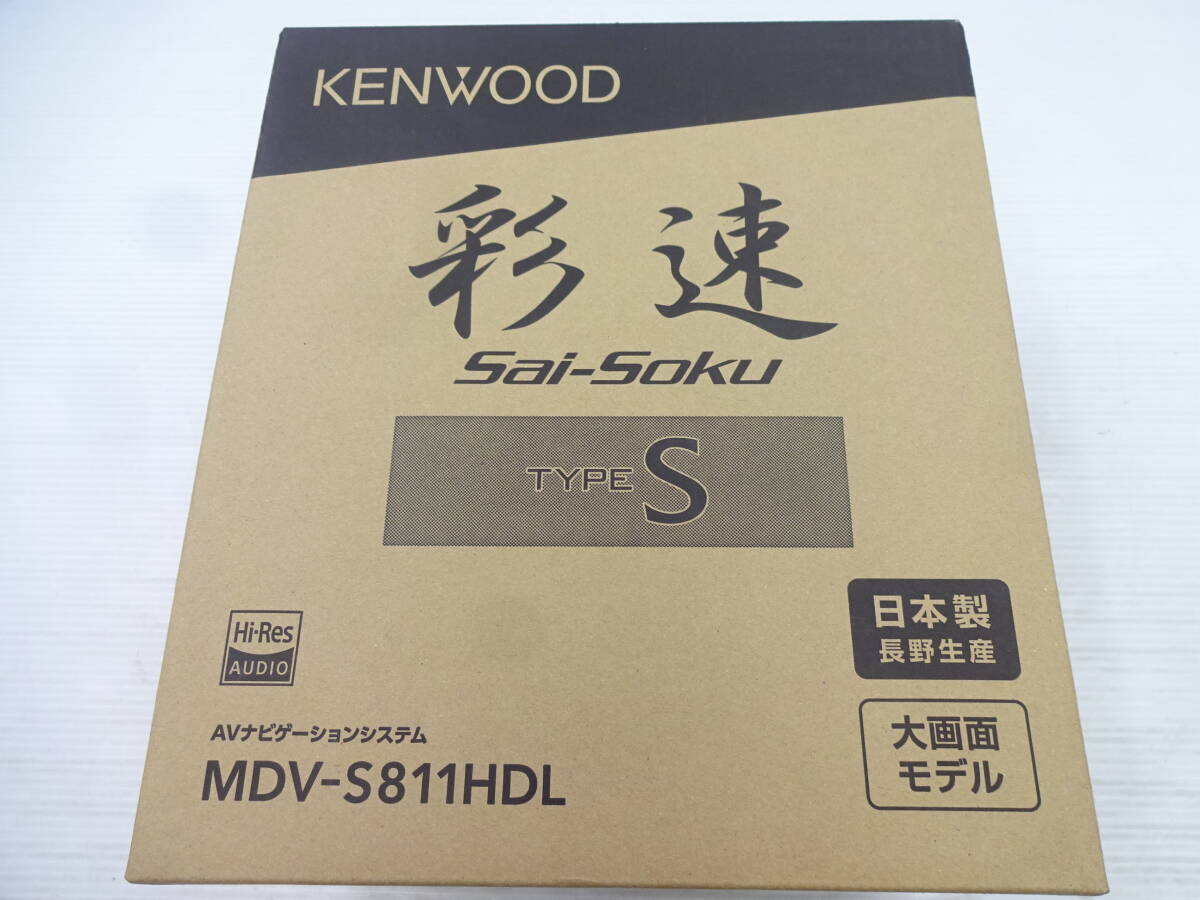 KENWOOD
彩速
Sai-Soku
TYPE S
Hi-Res
AUDIO
日本製
長野生産
AVナビゲーションシステム
MDV-S811HDL
大画面
モデル